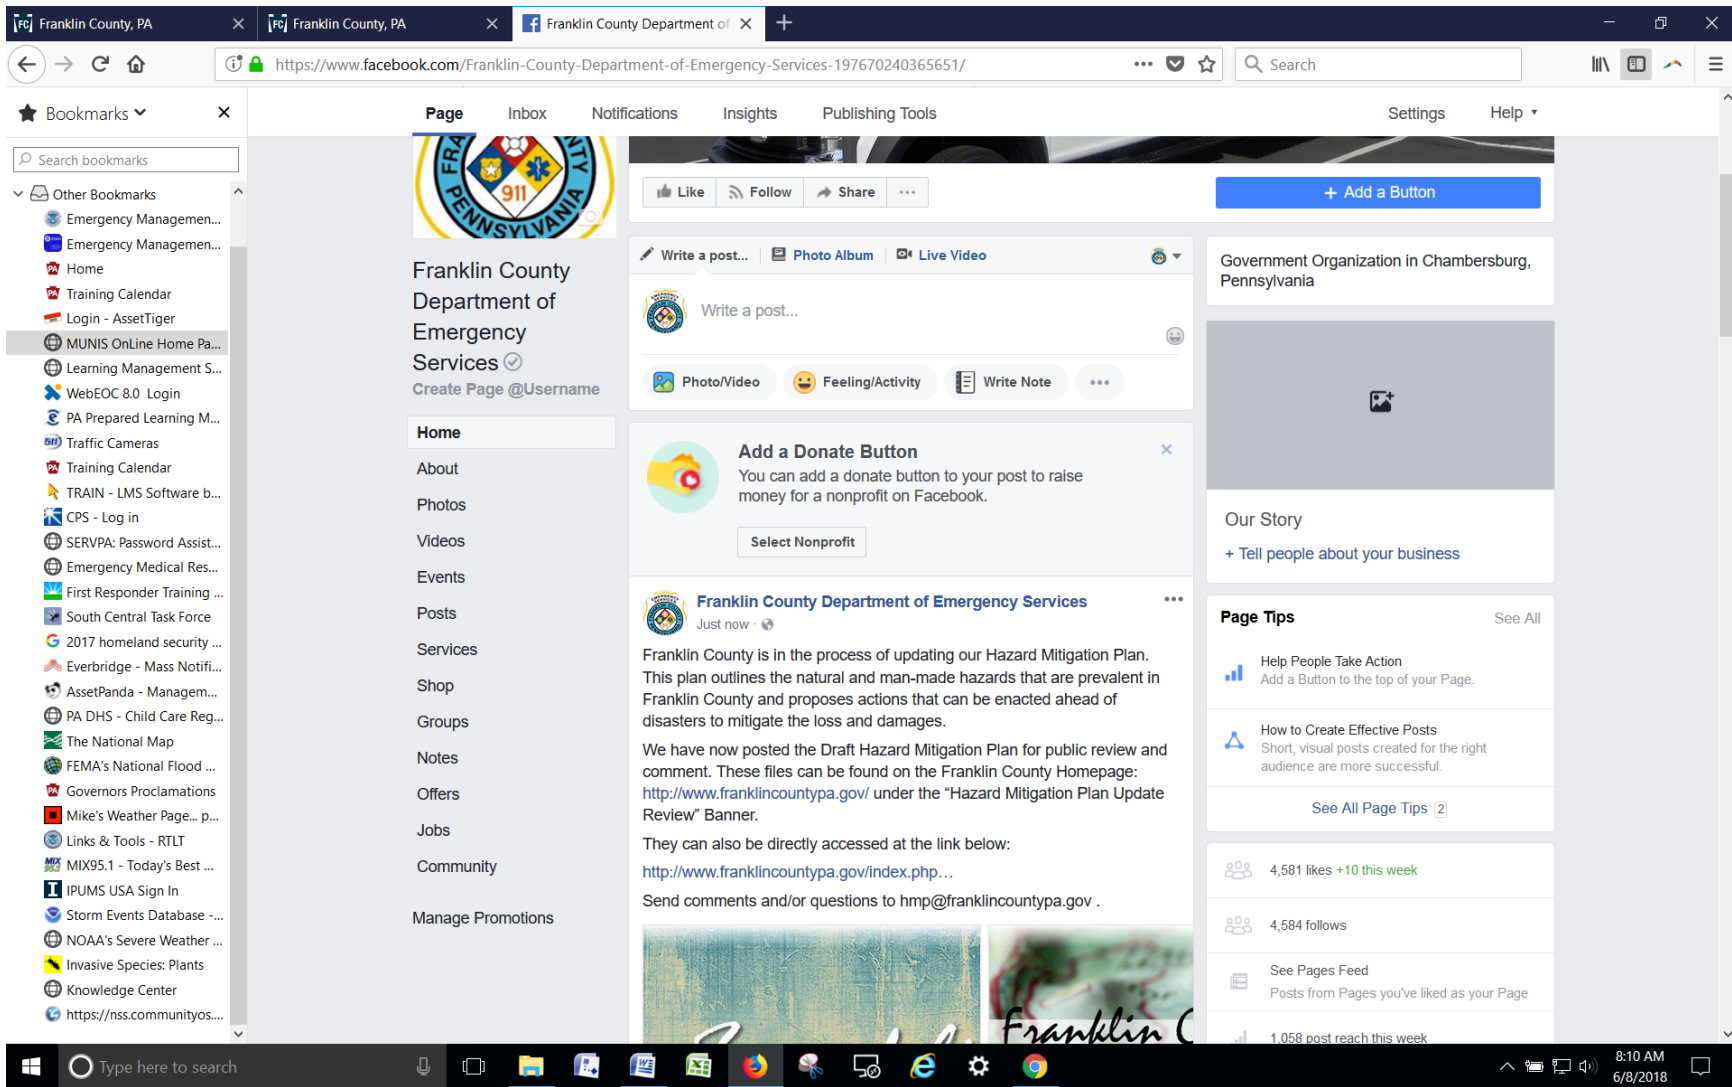 Franklin County, PA
Franklin County, PA
Franklin County Department of
https://www.facebook.com/Franklin-County-Department-of-Emergency-Services-197670240365651/
Search
Bookmarks
Search bookmarks
Other Bookmarks
Emergency Managemen...
Emergency Managemen...
Home
Training Calendar
Login - AssetTiger
MUNIS OnLine Home Pa...
Learning Management S...
WebEOC 8.0 Login
PA Prepared Learning M...
Traffic Cameras
Training Calendar
TRAIN - LMS Software b...
CPS - Log in
SERVPA: Password Assist...
Emergency Medical Res...
First Responder Training ...
South Central Task Force
2017 homeland security ...
Everbridge - Mass Notifi...
AssetPanda - Managem...
PA DHS - Child Care Reg...
The National Map
FEMA's National Flood ...
Governors Proclamations
Mike's Weather Page... p...
Links & Tools - RTLT
MIX95.1 - Today's Best ...
IPUMS USA Sign In
Storm Events Database -...
NOAA's Severe Weather ...
Invasive Species: Plants
Knowledge Center
https://nss.communityos....
Page Inbox Notifications Insights Publishing Tools Settings Help
911
PENNSYLVANIA
Franklin County
Department of
Emergency
Services
Create Page @Username
Home
About
Photos
Videos
Events
Posts
Services
Shop
Groups
Notes
Offers
Jobs
Community
Manage Promotions
Like Follow Share ...
+ Add a Button
Write a post... Photo Album Live Video
Write a post...
Photo/Video Feeling/Activity Write Note ...
Add a Donate Button
You can add a donate button to your post to raise
money for a nonprofit on Facebook.
Select Nonprofit
Franklin County Department of Emergency Services
Just now ·
Franklin County is in the process of updating our Hazard Mitigation Plan.
This plan outlines the natural and man-made hazards that are prevalent in
Franklin County and proposes actions that can be enacted ahead of
disasters to mitigate the loss and damages.
We have now posted the Draft Hazard Mitigation Plan for public review and
comment. These files can be found on the Franklin County Homepage:
http://www.franklincountypa.gov/ under the “Hazard Mitigation Plan Update
Review” Banner.
They can also be directly accessed at the link below:
http://www.franklincountypa.gov/index.php…
Send comments and/or questions to hmp@franklincountypa.gov .
Franklin C
Government Organization in Chambersburg,
Pennsylvania
Our Story
+ Tell people about your business
Page Tips See All
Help People Take Action
Add a Button to the top of your Page.
How to Create Effective Posts
Short, visual posts created for the right
audience are more successful.
See All Page Tips 2
4,581 likes +10 this week
4,584 follows
See Pages Feed
Posts from Pages you've liked as your Page
1,058 post reach this week
Type here to search
8:10 AM
6/8/2018